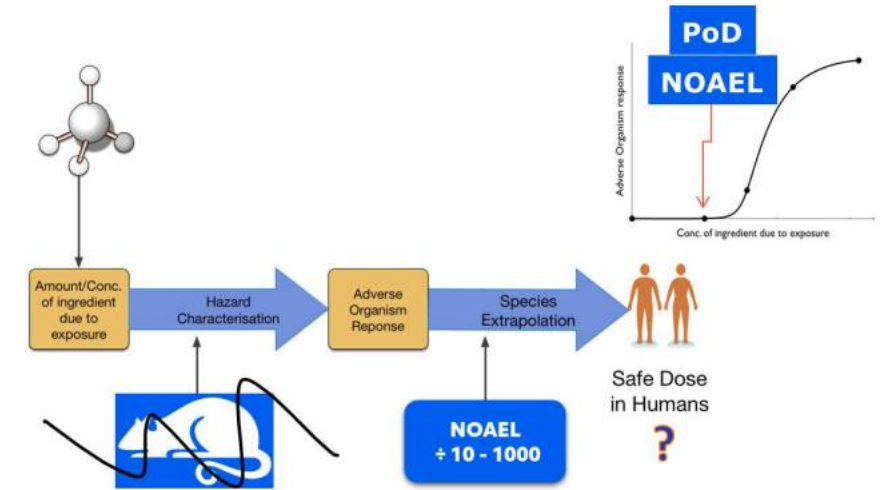 PoD
NOAEL
Adverse Organism response
Conc. of ingredient due to exposure
Amount/Conc.
of ingredient
due to
exposure
Hazard
Characterisation
Adverse
Organism
Reponse
Species
Extrapolation
NOAEL
÷ 10 - 1000
Safe Dose
in Humans
?